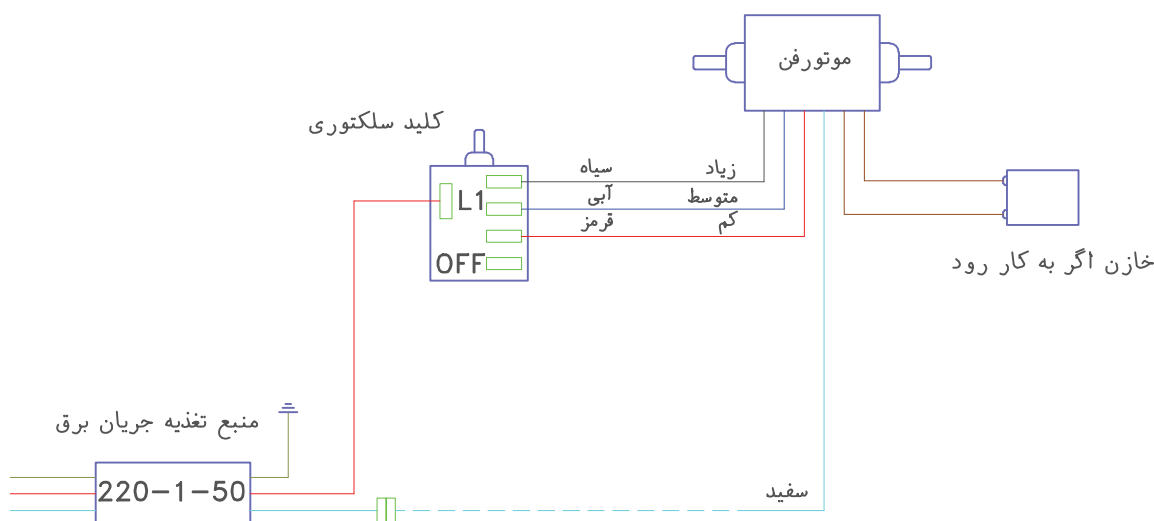 موتورفن
کلید سلکتوری
سیاه زیاد
L1 آبی متوسط
قرمز کم
OFF
خازن اگر به کار رود
منبع تغذیه جریان برق
220-1-50
سفید